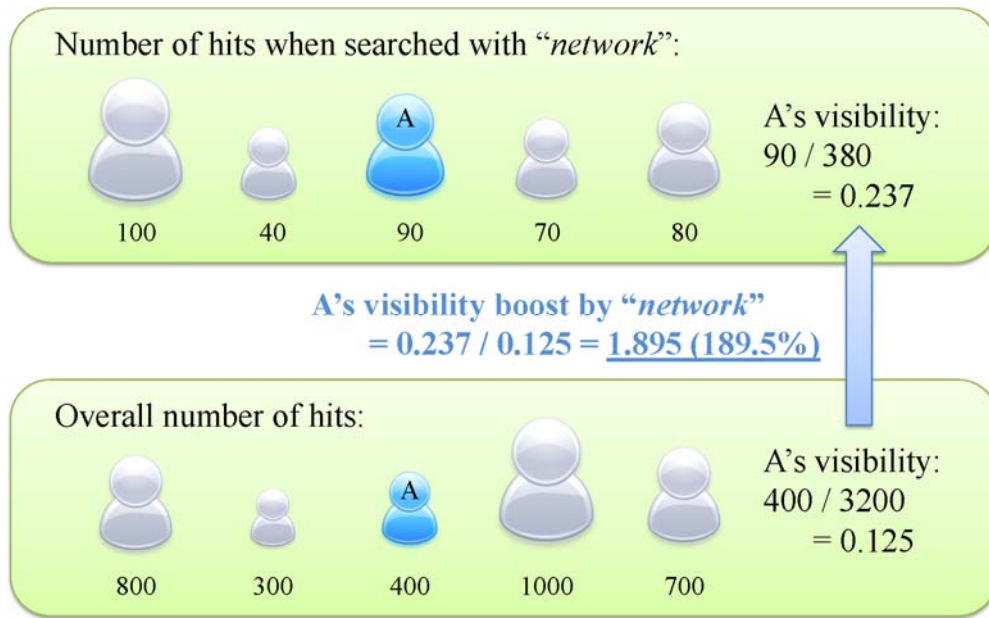 Number of hits when searched with “network”:
A
A's visibility:
90 / 380
= 0.237
100 40 90 70 80
A's visibility boost by “network”
= 0.237 / 0.125 = 1.895 (189.5%)
Overall number of hits:
A
A's visibility:
400 / 3200
= 0.125
800 300 400 1000 700